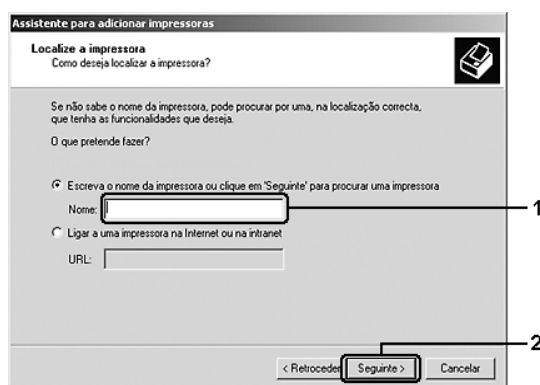 Assistente para adicionar impressoras
Localize a impressora
Como deseja localizar a impressora?
Se não sabe o nome da impressora, pode procurar por uma, na localização correcta,
que tenha as funcionalidades que deseja.
O que pretende fazer?
Escreva o nome da impressora ou clique em 'Seguinte' para procurar uma impressora
Nome:
1
Ligar a uma impressora na Internet ou na intranet
URL:
2
< Retroceder Seguinte > Cancelar